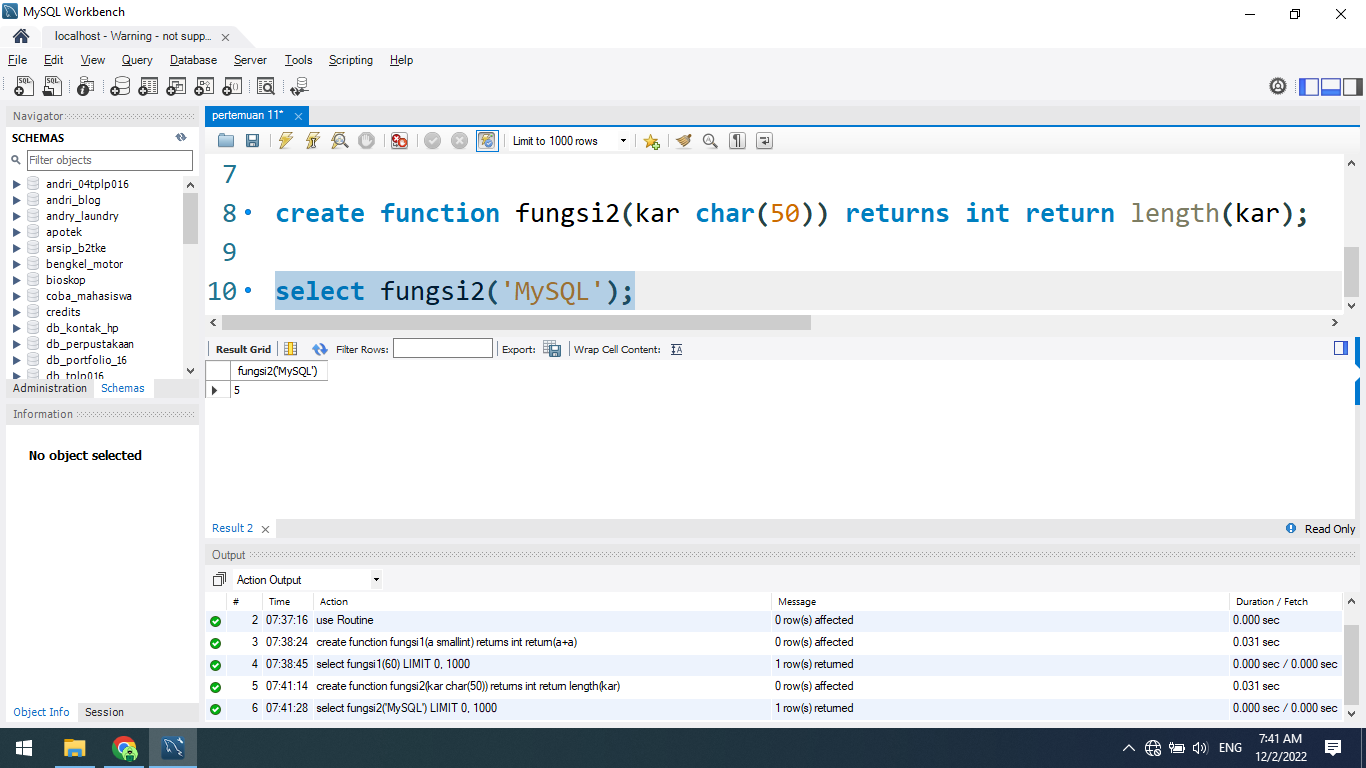 MySQL Workbench
localhost - Warning - not supp...
File Edit View Query Database Server Tools Scripting Help
Navigator
SCHEMAS
Filter objects
andri_04tplp016
andri_blog
andry_laundry
apotek
arsip_b2tke
bengkel_motor
bioskop
coba_mahasiswa
credits
db_kontak_hp
db_perpustakaan
db_portfolio_16
db_tplp016
Administration Schemas
Information
No object selected
Object Info Session
pertemuan 11*
Limit to 1000 rows
7
8 create function fungsi2(kar char(50)) returns int return length(kar);
9
10 select fungsi2('MySQL');
Result Grid Filter Rows: Export: Wrap Cell Content:
fungsi2('MySQL')
5
Result 2 Read Only
Output
Action Output
# Time Action Message Duration / Fetch
2 07:37:16 use Routine 0 row(s) affected 0.000 sec
3 07:38:24 create function fungsi1(a smallint) returns int return(a+a) 0 row(s) affected 0.031 sec
4 07:38:45 select fungsi1(60) LIMIT 0, 1000 1 row(s) returned 0.000 sec / 0.000 sec
5 07:41:14 create function fungsi2(kar char(50)) returns int return length(kar) 0 row(s) affected 0.031 sec
6 07:41:28 select fungsi2('MySQL') LIMIT 0, 1000 1 row(s) returned 0.000 sec / 0.000 sec
ENG
7:41 AM
12/2/2022